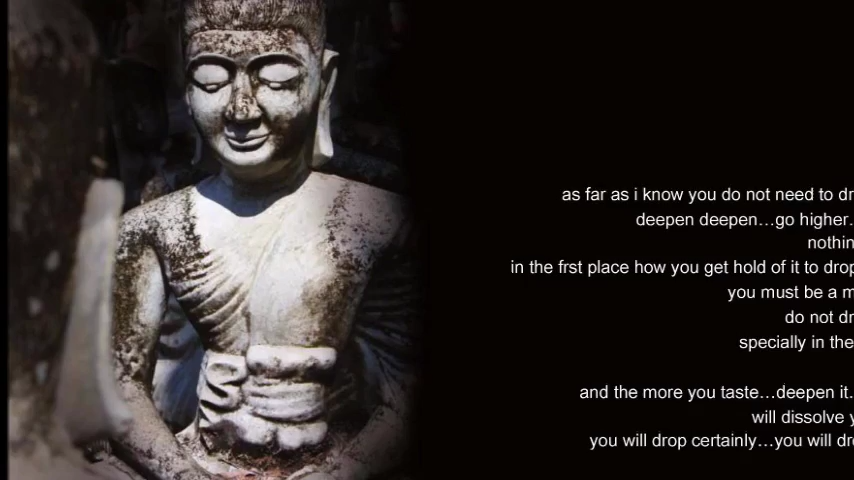 as far as i know you do not need to dr
deepen deepen...go higher.
nothin
in the frst place how you get hold of it to drop
you must be a m
do not dr
specially in the
and the more you taste...deepen it.
will dissolve y
you will drop certainly...you will dr